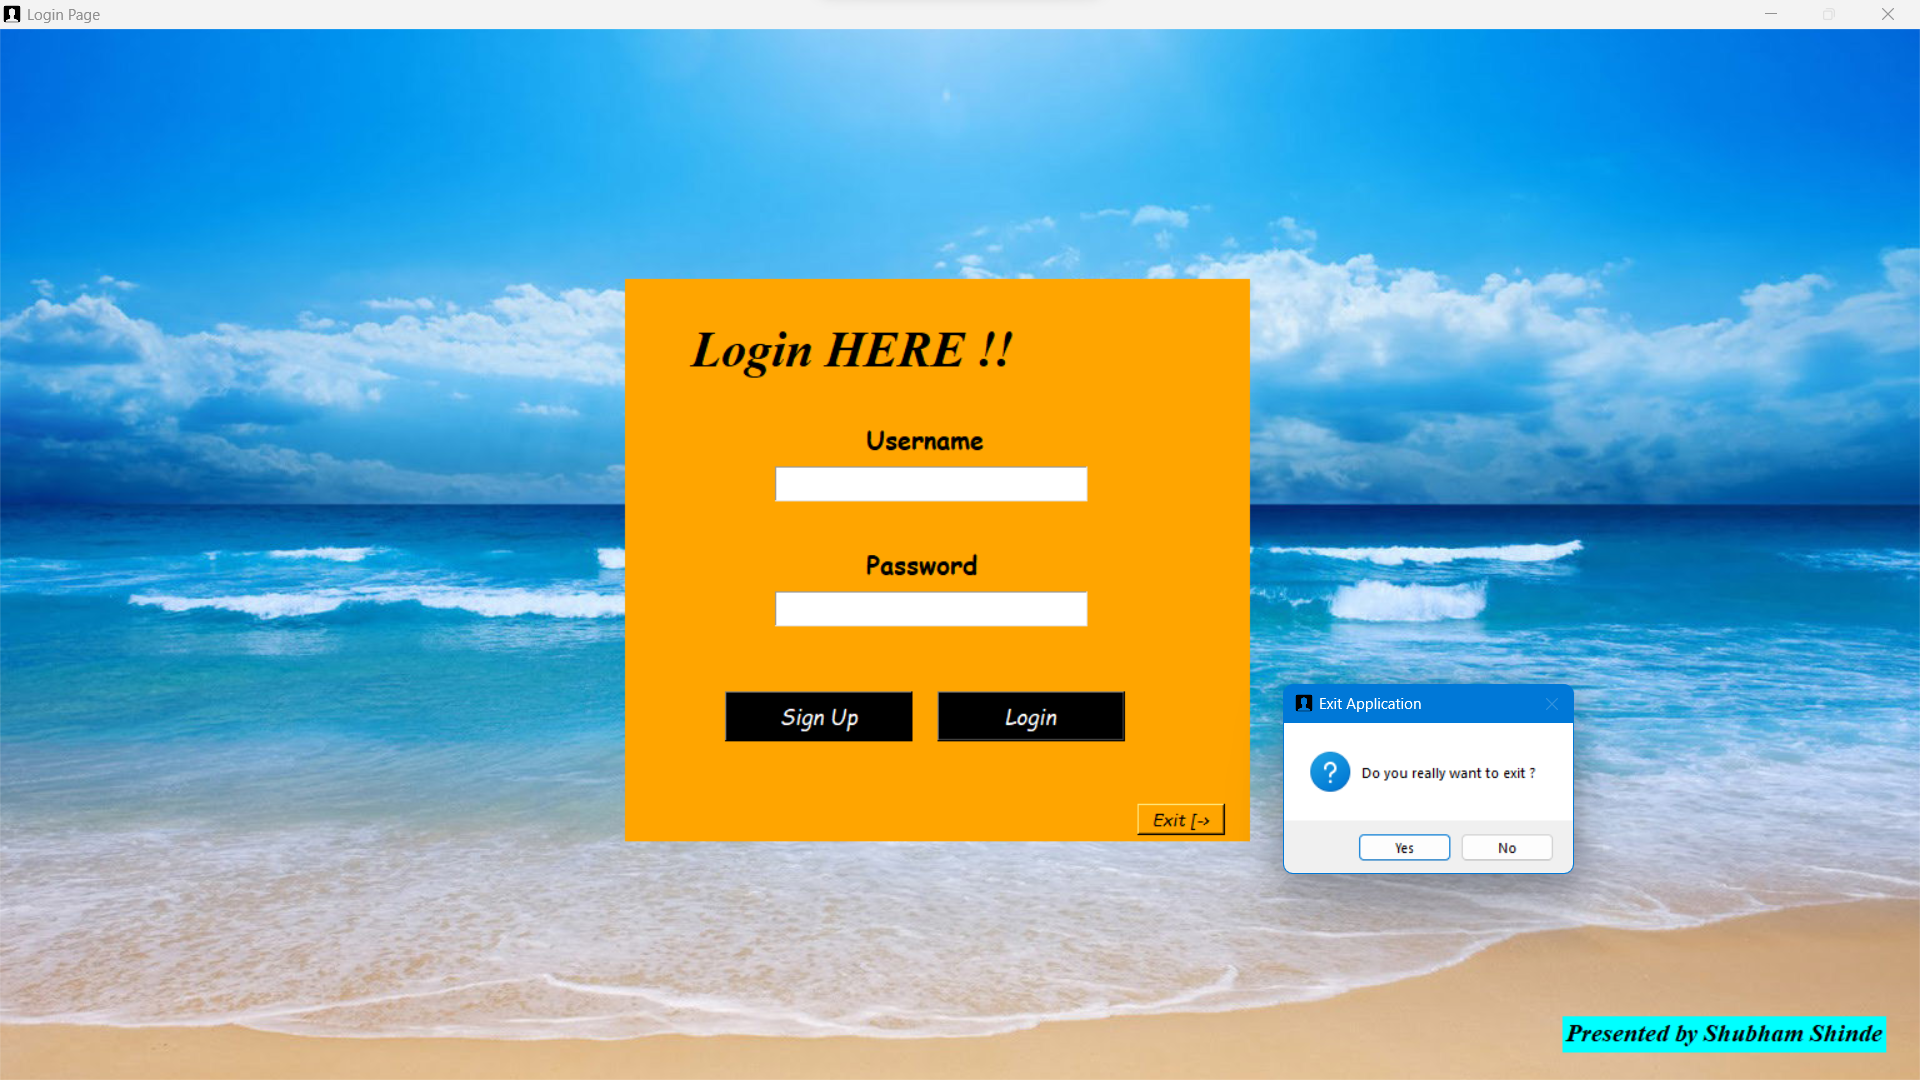 Login Page
Login HERE !!
Username
Password
Sign Up
Login
Exit [->
Exit Application
?
Do you really want to exit ?
Yes
No
Presented by Shubham Shinde